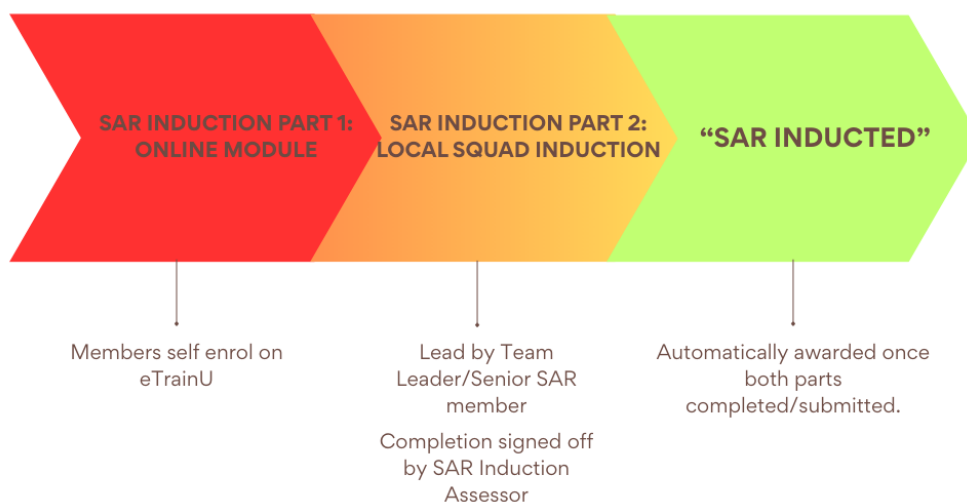 SAR INDUCTION PART 1:
ONLINE MODULE
SAR INDUCTION PART 2:
LOCAL SQUAD INDUCTION
“SAR INDUCTED”
Members self enrol on
eTrainU
Lead by Team
Leader/Senior SAR
member
Completion signed off
by SAR Induction
Assessor
Automatically awarded once
both parts
completed/submitted.